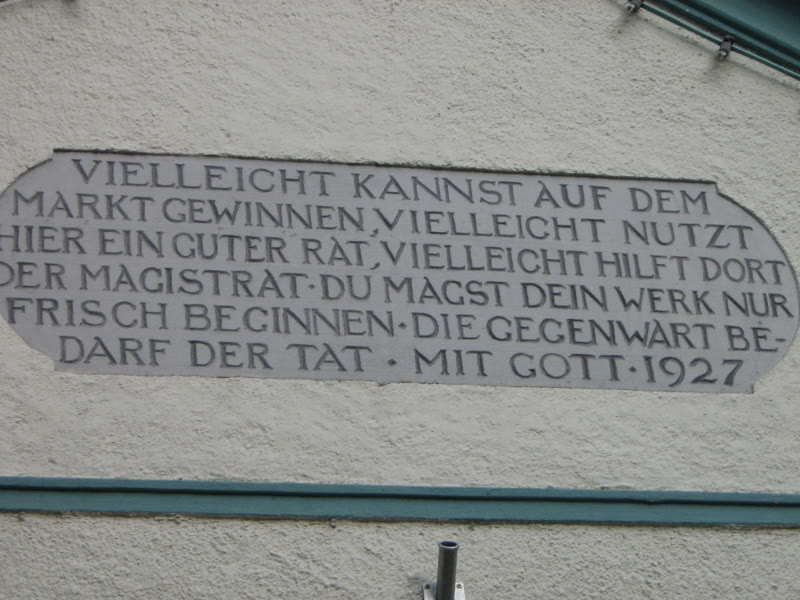 VIELLEICHT KANNST AUF DEM
MARKT GEWINNEN, VIELLEICHT NUTZT
HIER EIN GUTER RAT, VIELLEICHT HILFT DORT
DER MAGISTRAT · DU MAGST DEIN WERK NUR
FRISCH BEGINNEN · DIE GEGENWART BE-
DARF DER TAT · MIT GOTT · 1927